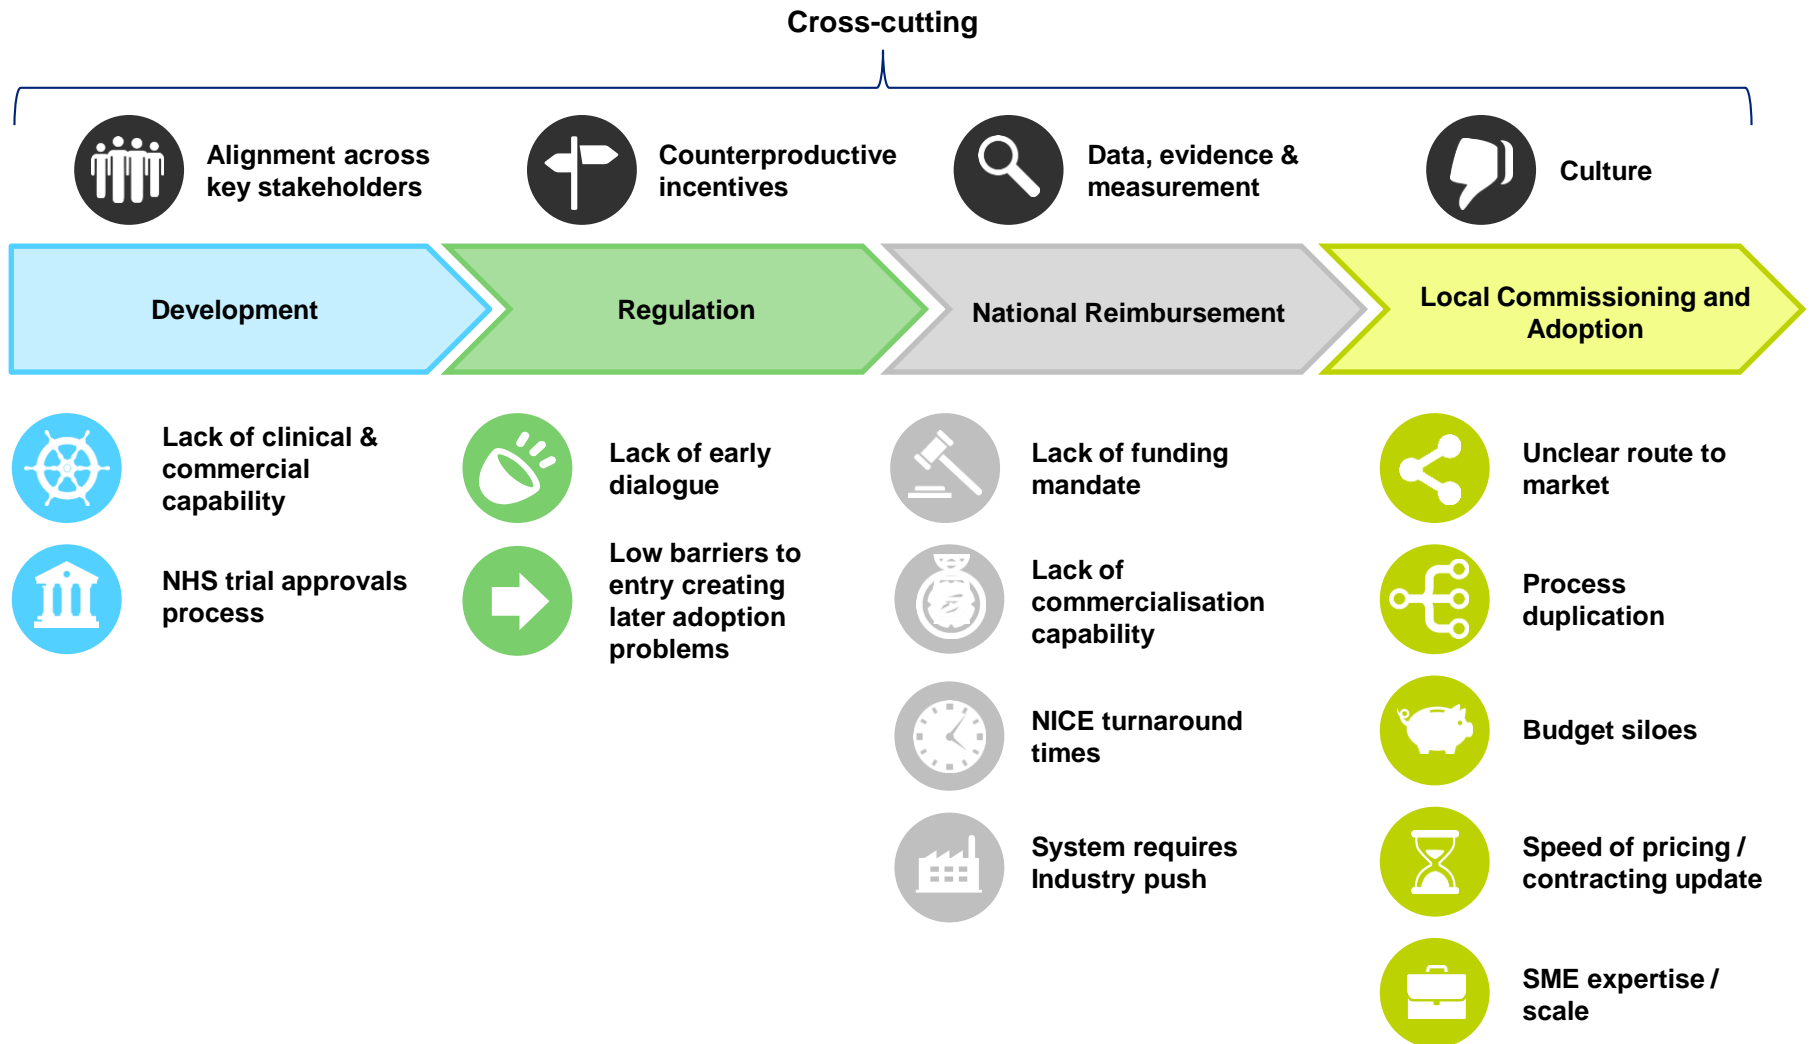 Cross-cutting
Alignment across
key stakeholders
Counterproductive
incentives
Data, evidence &
measurement
Culture
Development
Regulation
National Reimbursement
Local Commissioning and
Adoption
Lack of clinical &
commercial
capability
NHS trial approvals
process
Lack of early
dialogue
Low barriers to
entry creating
later adoption
problems
Lack of funding
mandate
Lack of
commercialisation
capability
NICE turnaround
times
System requires
Industry push
Unclear route to
market
Process
duplication
Budget siloes
Speed of pricing /
contracting update
SME expertise /
scale